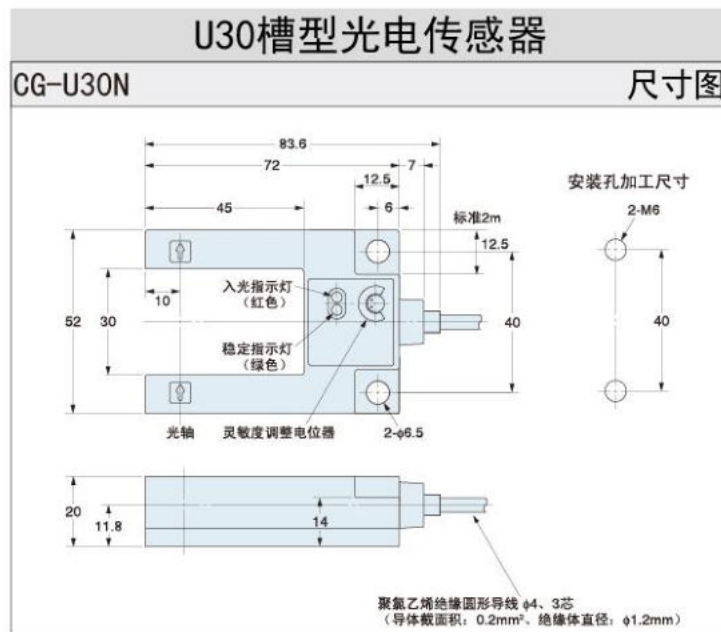 U30槽型光电传感器
CG-U30N
尺寸图
83.6
72
7
12.5
安装孔加工尺寸
45
6
标准2m
2-M6
12.5
10
入光指示灯
(红色)
52
30
40
40
稳定指示灯
(绿色)
光轴
灵敏度调整电位器
2-φ6.5
20
11.8
14
聚氯乙烯绝缘圆形导线 φ4、3芯
(导体截面积：0.2mm²、绝缘体直径：φ1.2mm)